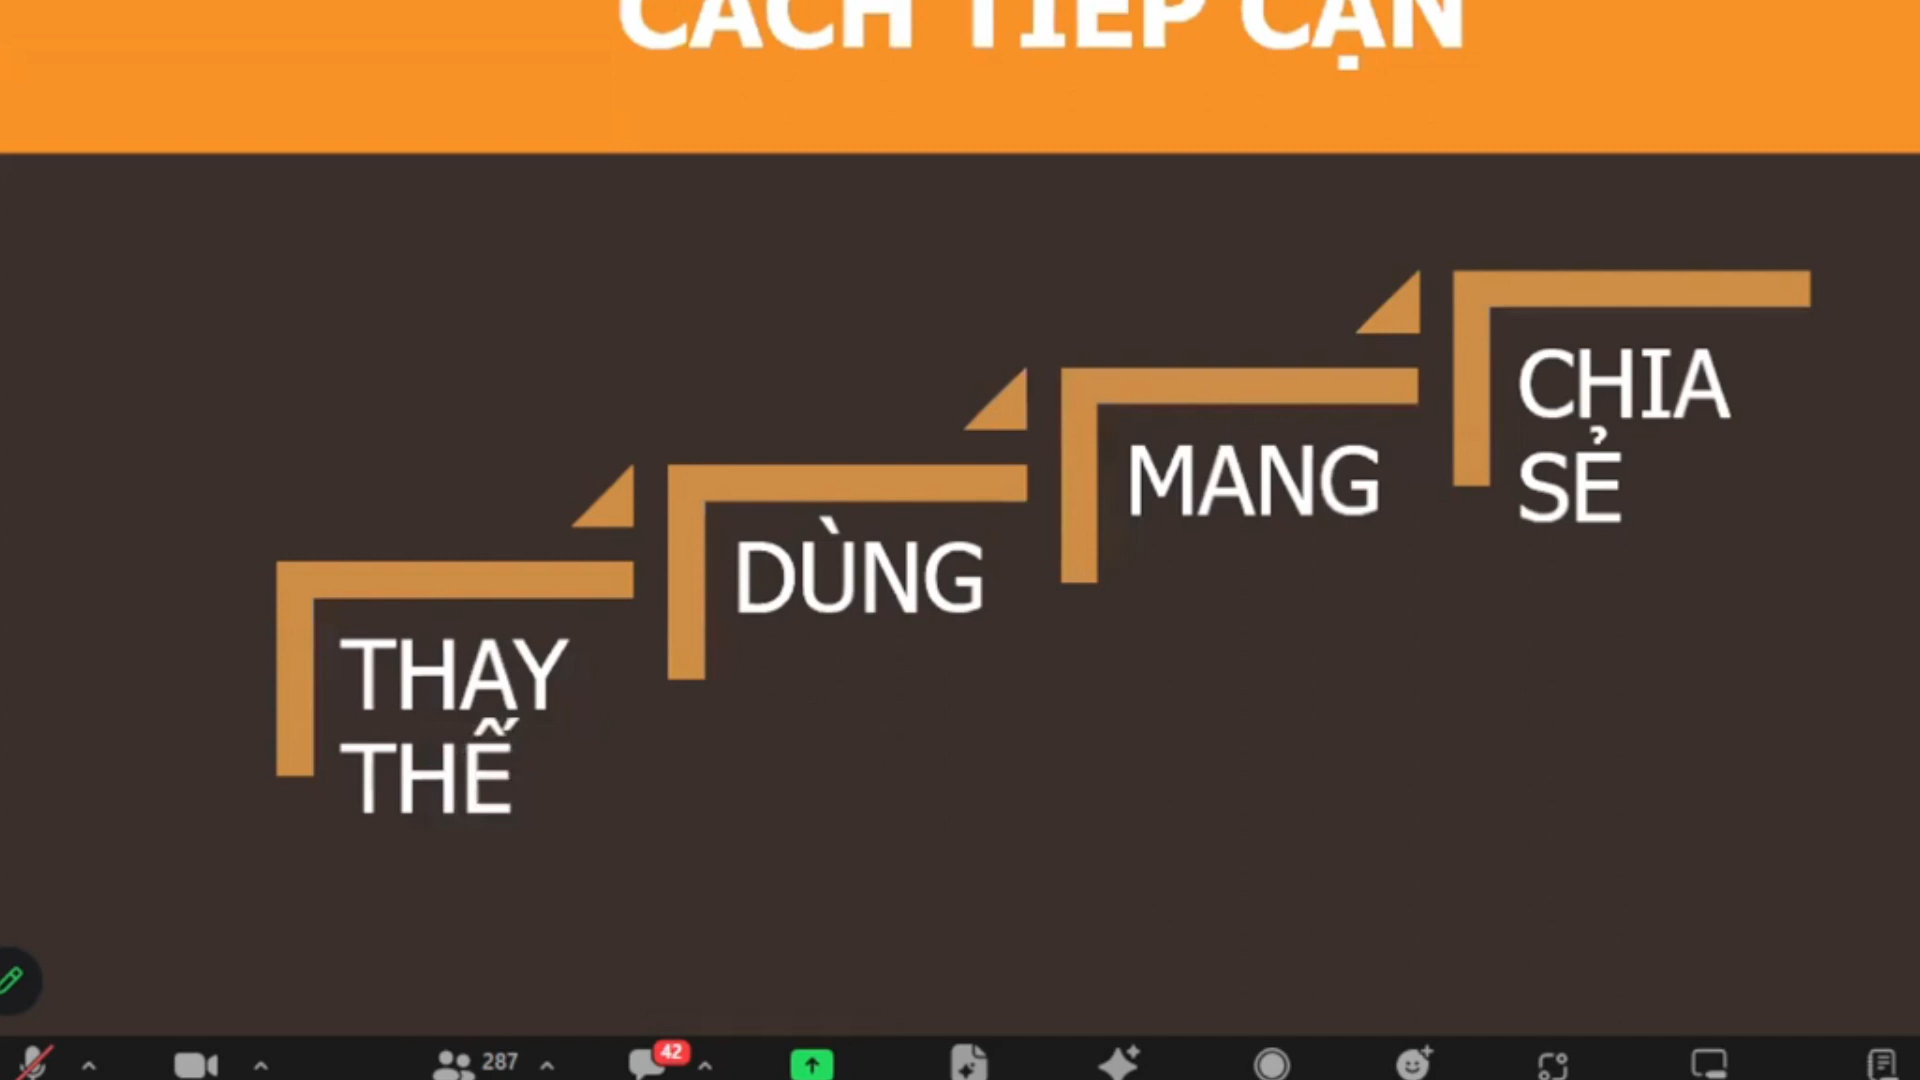 CÁCH TIẾP CẬN
CHIA
SẺ
MANG
DÙNG
THAY
THẾ
287
42